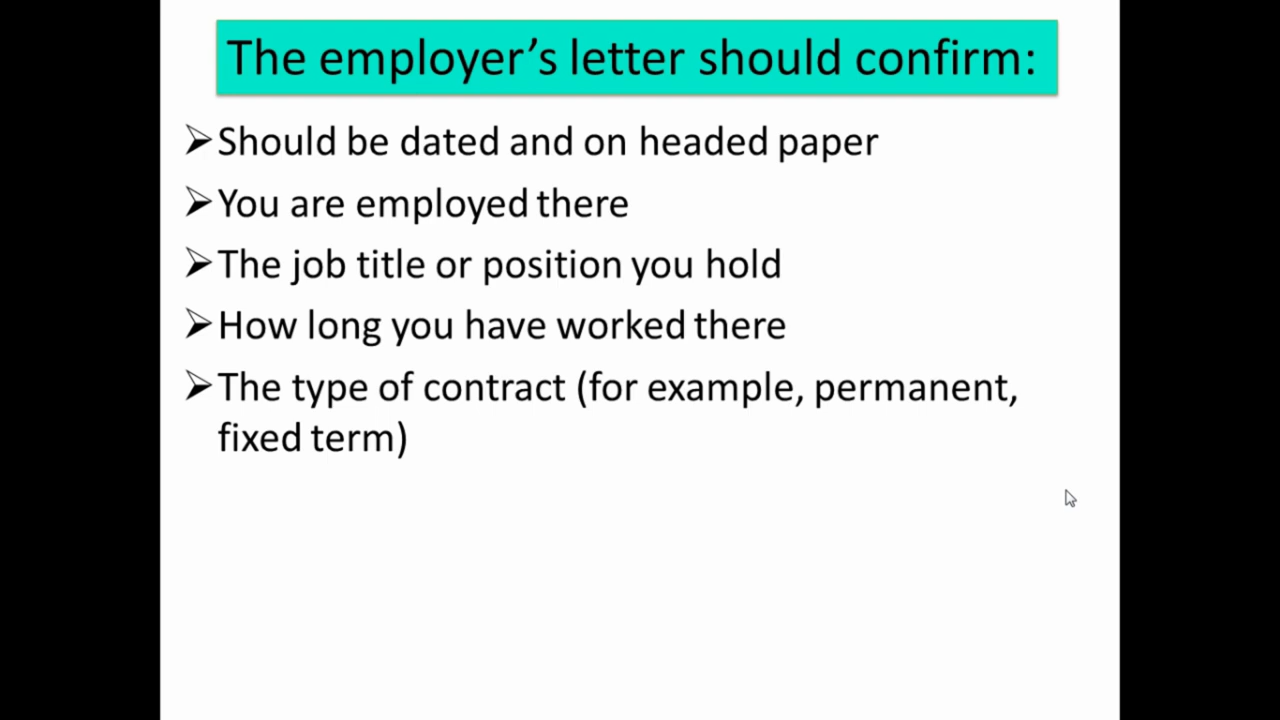 The employer’s letter should confirm:
Should be dated and on headed paper
You are employed there
The job title or position you hold
How long you have worked there
The type of contract (for example, permanent,
fixed term)